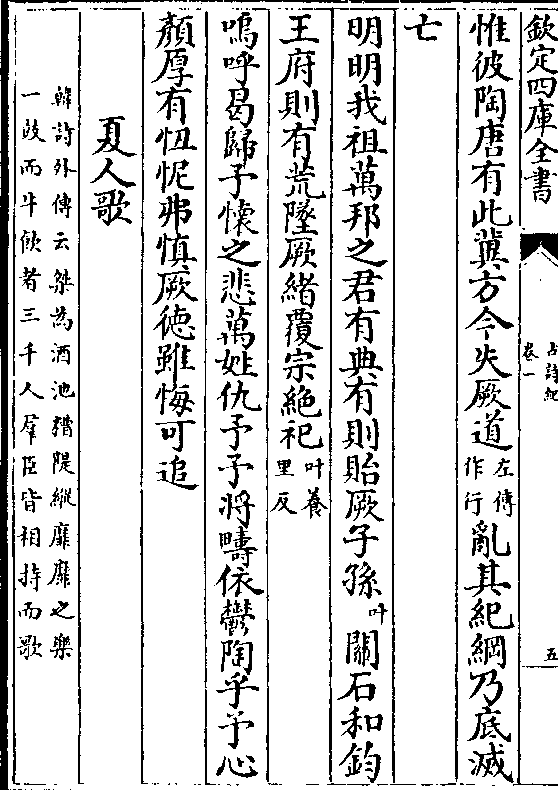 欽定四庫全書
古詩紀
卷一
五
惟彼陶唐有此冀方今失厥道左傳作行亂其紀綱乃底滅
亡
明明我祖萬邦之君有典有則貽厥子孫叶關石和鈞
王府則有荒墜厥緒覆宗絶祀叶養里反
嗚呼曷歸予懷之悲萬姓仇予予將疇依鬱陶乎予心
顏厚有忸怩弗慎厥徳雖悔可追
夏人歌
韓詩外傳云桀為酒池糟隄縱靡靡之樂
一鼓而牛飲者三千人羣臣皆相持而歌